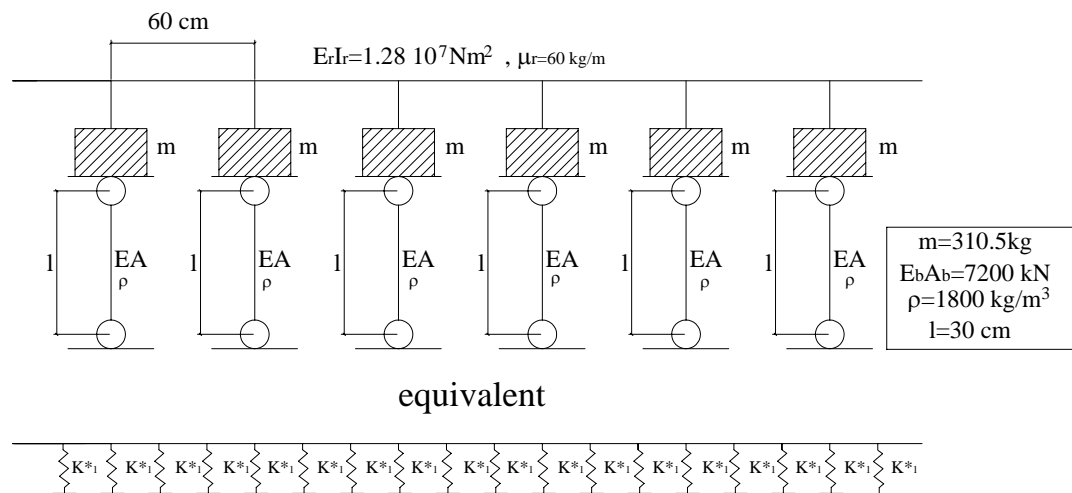 60 cm
ErIr=1.28 10⁷Nm² , μr=60 kg/m
m m m m m m
l EA l EA l EA l EA l EA l EA
ρ ρ ρ ρ ρ ρ
m=310.5kg
EbAb=7200 kN
ρ=1800 kg/m³
l=30 cm
equivalent
K*₁ K*₁ K*₁ K*₁ K*₁ K*₁ K*₁ K*₁ K*₁ K*₁ K*₁ K*₁ K*₁ K*₁ K*₁ K*₁ K*₁ K*₁